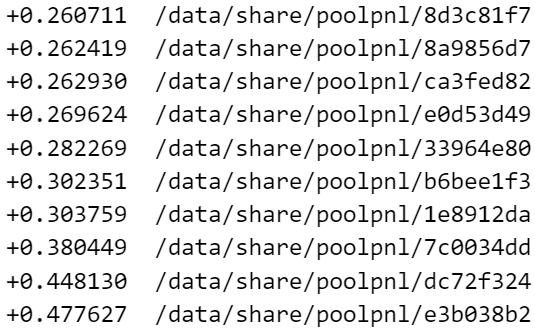 +0.260711  /data/share/poolpnl/8d3c81f7
+0.262419  /data/share/poolpnl/8a9856d7
+0.262930  /data/share/poolpnl/ca3fed82
+0.269624  /data/share/poolpnl/e0d53d49
+0.282269  /data/share/poolpnl/33964e80
+0.302351  /data/share/poolpnl/b6bee1f3
+0.303759  /data/share/poolpnl/1e8912da
+0.380449  /data/share/poolpnl/7c0034dd
+0.448130  /data/share/poolpnl/dc72f324
+0.477627  /data/share/poolpnl/e3b038b2